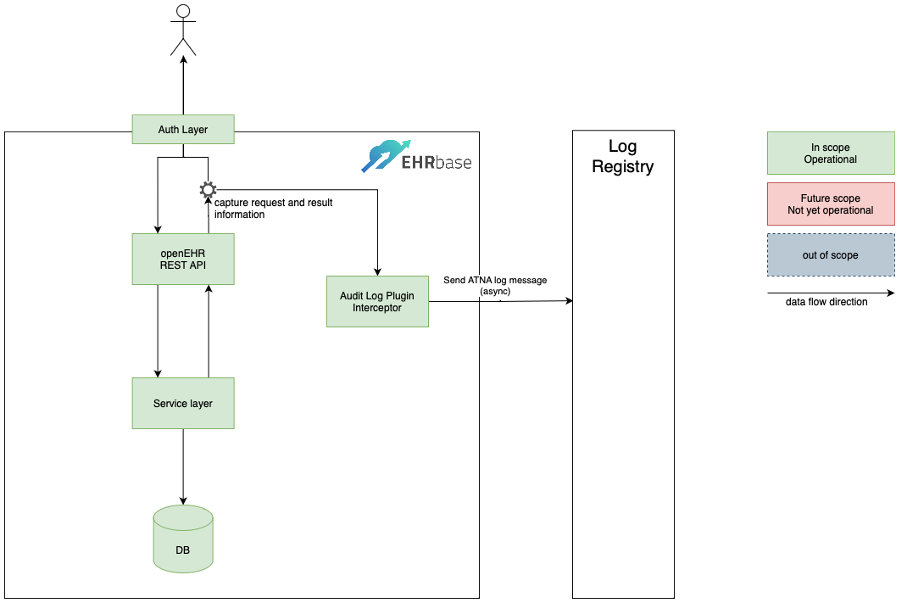 Auth Layer
EHRbase
capture request and result
information
openEHR
REST API
Audit Log Plugin
Interceptor
Send ATNA log message
(async)
Service layer
DB
Log
Registry
In scope
Operational
Future scope
Not yet operational
out of scope
data flow direction